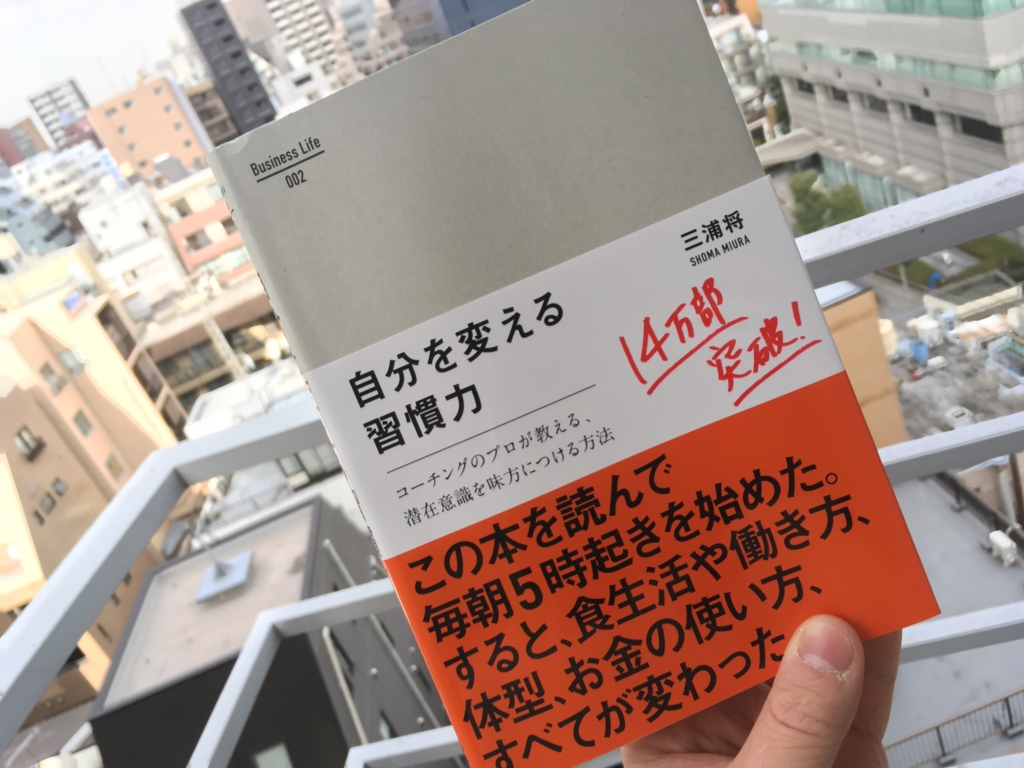 Business Life
002
三浦将
SHOMA MIURA
自分を変える
習慣力
14万部
突破!
コーチングのプロが教える、
潜在意識を味方につける方法
この本を読んで
毎朝5時起きを始めた。
すると、食生活や働き方、
体型、お金の使い方、
すべてが変わった